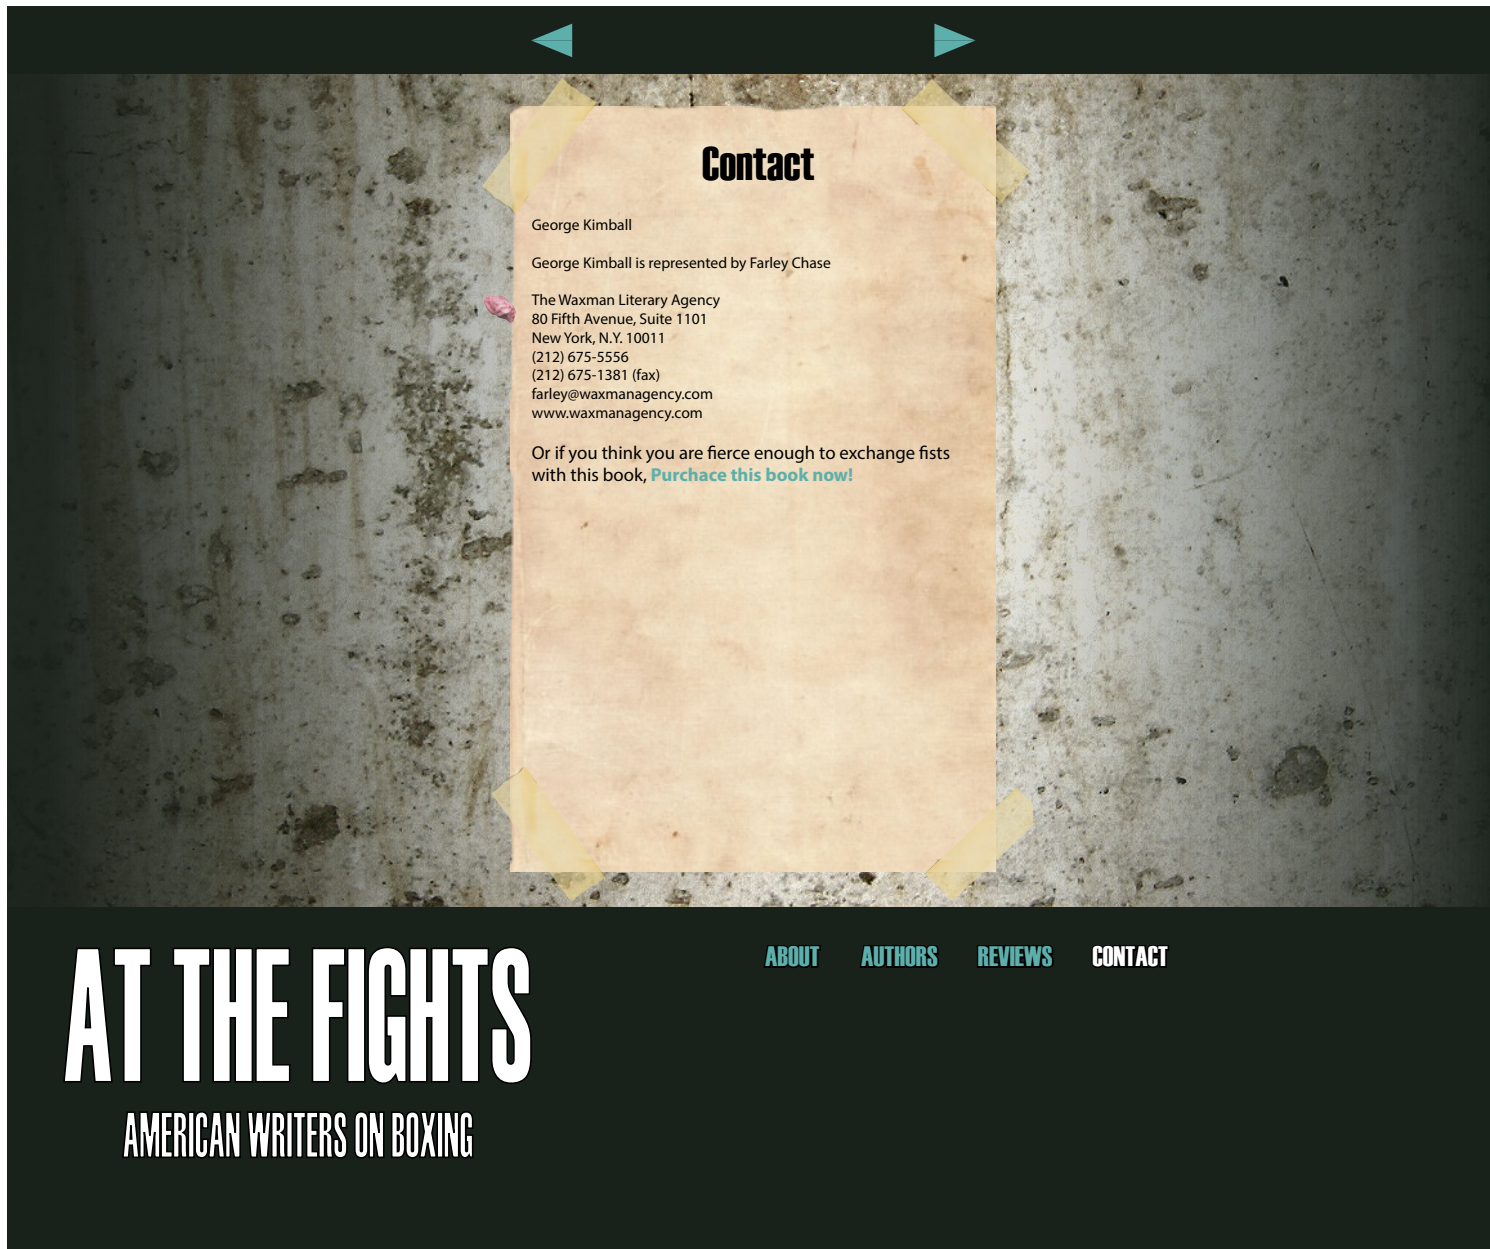 Contact
George Kimball
George Kimball is represented by Farley Chase
The Waxman Literary Agency
80 Fifth Avenue, Suite 1101
New York, N.Y. 10011
(212) 675-5556
(212) 675-1381 (fax)
farley@waxmanagency.com
www.waxmanagency.com
Or if you think you are fierce enough to exchange fists
with this book, Purchace this book now!
AT THE FIGHTS
AMERICAN WRITERS ON BOXING
ABOUT AUTHORS REVIEWS CONTACT